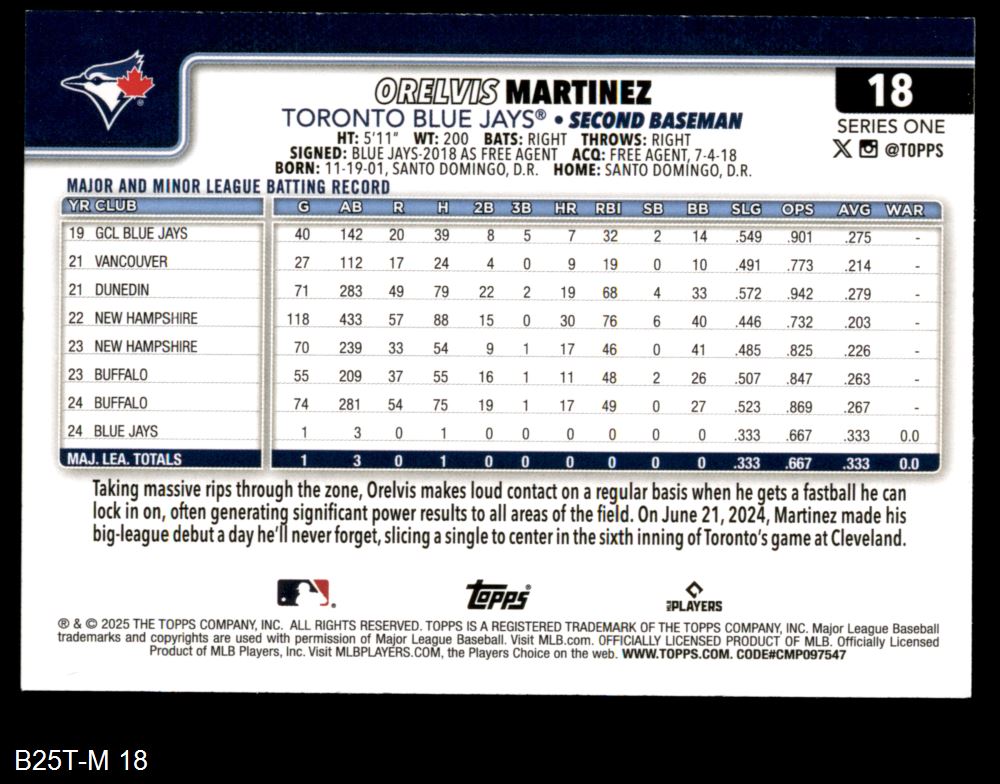 ORELVIS MARTINEZ
TORONTO BLUE JAYS® • SECOND BASEMAN
HT: 5'11" WT: 200 BATS: RIGHT THROWS: RIGHT
SIGNED: BLUE JAYS-2018 AS FREE AGENT ACQ: FREE AGENT, 7-4-18
BORN: 11-19-01, SANTO DOMINGO, D.R. HOME: SANTO DOMINGO, D.R.
18
SERIES ONE
X @TOPPS
MAJOR AND MINOR LEAGUE BATTING RECORD
YR CLUB G AB R H 2B 3B HR RBI SB BB SLG OPS AVG WAR
19 GCL BLUE JAYS 40 142 20 39 8 5 7 32 2 14 .549 .901 .275 -
21 VANCOUVER 27 112 17 24 4 0 9 19 0 10 .491 .773 .214 -
21 DUNEDIN 71 283 49 79 22 2 19 68 4 33 .572 .942 .279 -
22 NEW HAMPSHIRE 118 433 57 88 15 0 30 76 6 40 .446 .732 .203 -
23 NEW HAMPSHIRE 70 239 33 54 9 1 17 46 0 41 .485 .825 .226 -
23 BUFFALO 55 209 37 55 16 1 11 48 2 26 .507 .847 .263 -
24 BUFFALO 74 281 54 75 19 1 17 49 0 27 .523 .869 .267 -
24 BLUE JAYS 1 3 0 1 0 0 0 0 0 0 .333 .667 .333 0.0
MAJ. LEA. TOTALS 1 3 0 1 0 0 0 0 0 0 .333 .667 .333 0.0
Taking massive rips through the zone, Orelvis makes loud contact on a regular basis when he gets a fastball he can
lock in on, often generating significant power results to all areas of the field. On June 21, 2024, Martinez made his
big-league debut a day he'll never forget, slicing a single to center in the sixth inning of Toronto's game at Cleveland.
Topps®
MLB PLAYERS
® & © 2025 THE TOPPS COMPANY, INC. ALL RIGHTS RESERVED. TOPPS IS A REGISTERED TRADEMARK OF THE TOPPS COMPANY, INC. Major League Baseball
trademarks and copyrights are used with permission of Major League Baseball. Visit MLB.com. OFFICIALLY LICENSED PRODUCT OF MLB. Officially Licensed
Product of MLB Players, Inc. Visit MLBPLAYERS.COM, the Players Choice on the web. WWW.TOPPS.COM. CODE#CMP097547
B25T-M 18